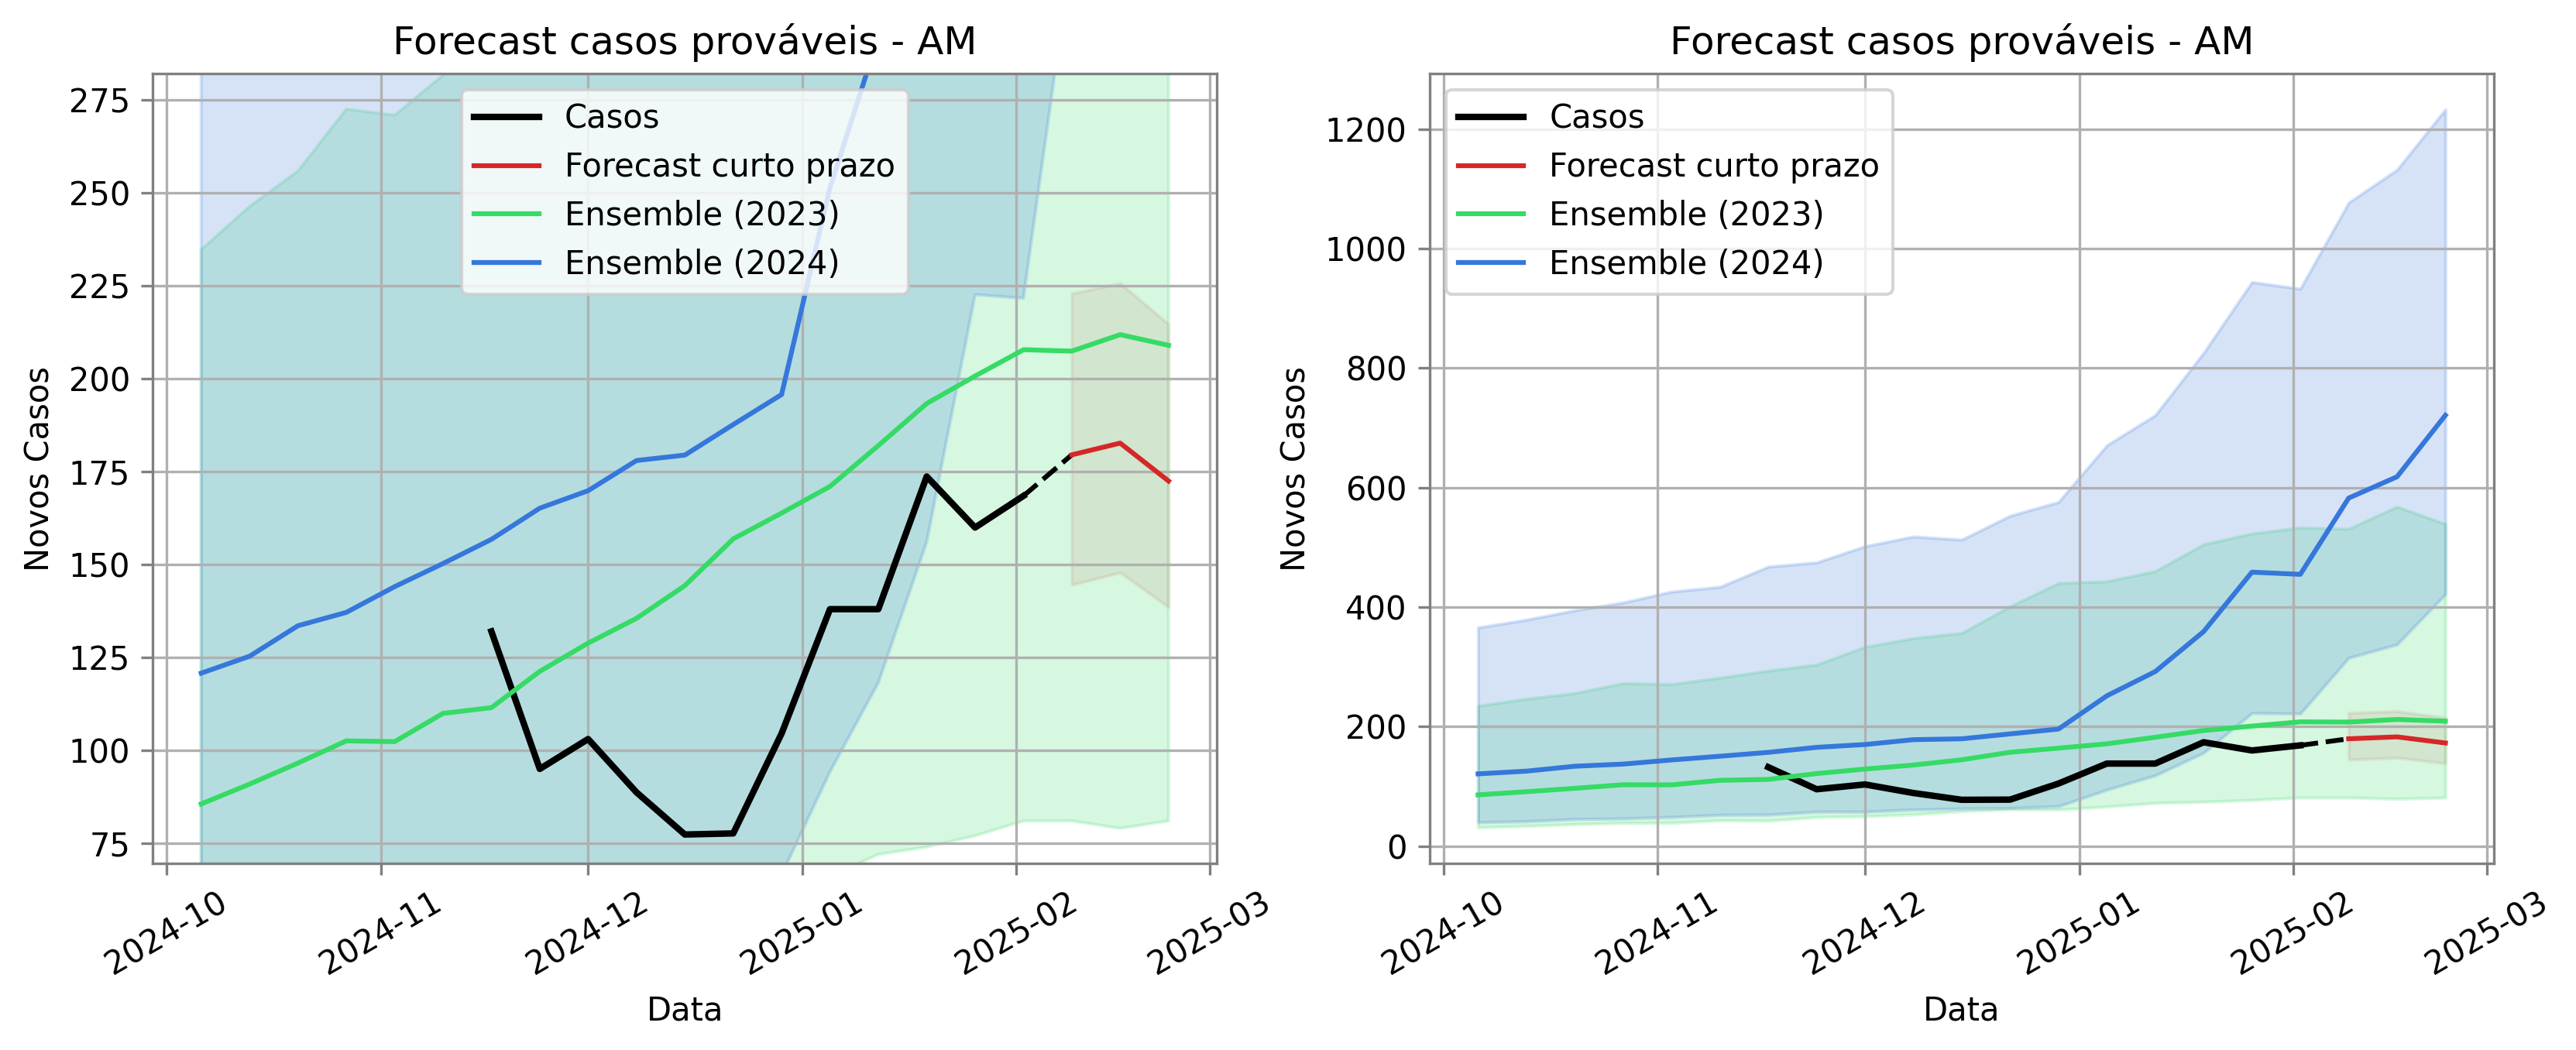 Forecast casos prováveis - AM
275
250
225
200
175
150
125
100
75
Novos Casos
Casos
Forecast curto prazo
Ensemble (2023)
Ensemble (2024)
2024-10
2024-11
2024-12
2025-01
2025-02
2025-03
Data
Forecast casos prováveis - AM
1200
1000
800
600
400
200
0
Novos Casos
Casos
Forecast curto prazo
Ensemble (2023)
Ensemble (2024)
2024-10
2024-11
2024-12
2025-01
2025-02
2025-03
Data